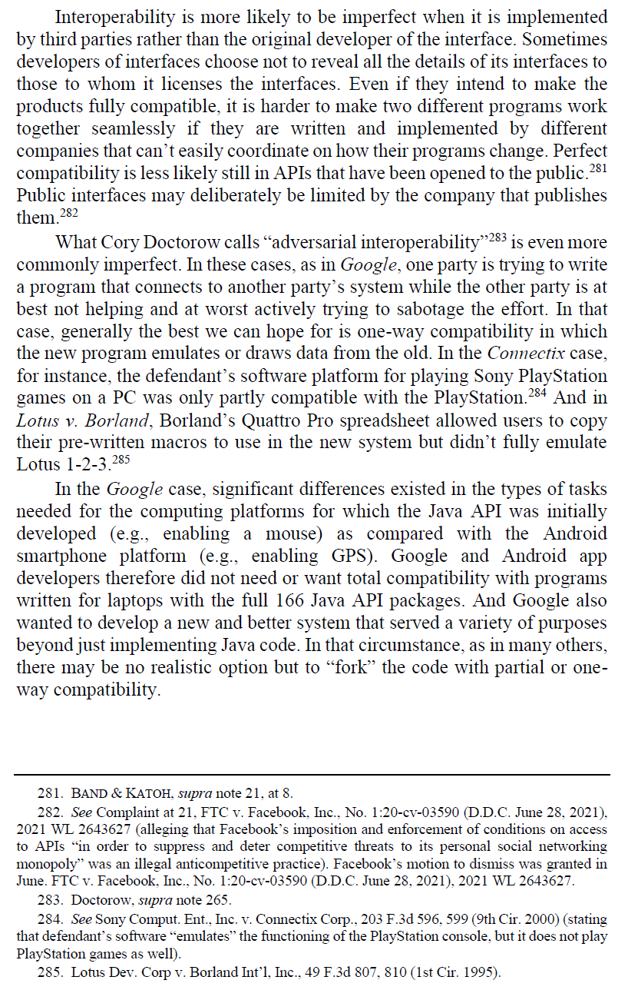 Interoperability is more likely to be imperfect when it is implemented
by third parties rather than the original developer of the interface. Sometimes
developers of interfaces choose not to reveal all the details of its interfaces to
those to whom it licenses the interfaces. Even if they intend to make the
products fully compatible, it is harder to make two different programs work
together seamlessly if they are written and implemented by different
companies that can’t easily coordinate on how their programs change. Perfect
compatibility is less likely still in APIs that have been opened to the public.281
Public interfaces may deliberately be limited by the company that publishes
them.282
What Cory Doctorow calls “adversarial interoperability”283 is even more
commonly imperfect. In these cases, as in Google, one party is trying to write
a program that connects to another party’s system while the other party is at
best not helping and at worst actively trying to sabotage the effort. In that
case, generally the best we can hope for is one-way compatibility in which
the new program emulates or draws data from the old. In the Connectix case,
for instance, the defendant’s software platform for playing Sony PlayStation
games on a PC was only partly compatible with the PlayStation.284 And in
Lotus v. Borland, Borland’s Quattro Pro spreadsheet allowed users to copy
their pre-written macros to use in the new system but didn’t fully emulate
Lotus 1-2-3.285
In the Google case, significant differences existed in the types of tasks
needed for the computing platforms for which the Java API was initially
developed (e.g., enabling a mouse) as compared with the Android
smartphone platform (e.g., enabling GPS). Google and Android app
developers therefore did not need or want total compatibility with programs
written for laptops with the full 166 Java API packages. And Google also
wanted to develop a new and better system that served a variety of purposes
beyond just implementing Java code. In that circumstance, as in many others,
there may be no realistic option but to “fork” the code with partial or one-
way compatibility.
281. BAND & KATOH, supra note 21, at 8.
282. See Complaint at 21, FTC v. Facebook, Inc., No. 1:20-cv-03590 (D.D.C. June 28, 2021),
2021 WL 2643627 (alleging that Facebook’s imposition and enforcement of conditions on access
to APIs “in order to suppress and deter competitive threats to its personal social networking
monopoly” was an illegal anticompetitive practice). Facebook’s motion to dismiss was granted in
June. FTC v. Facebook, Inc., No. 1:20-cv-03590 (D.D.C. June 28, 2021), 2021 WL 2643627.
283. Doctorow, supra note 265.
284. See Sony Comput. Ent., Inc. v. Connectix Corp., 203 F.3d 596, 599 (9th Cir. 2000) (stating
that defendant’s software “emulates” the functioning of the PlayStation console, but it does not play
PlayStation games as well).
285. Lotus Dev. Corp v. Borland Int’l, Inc., 49 F.3d 807, 810 (1st Cir. 1995).